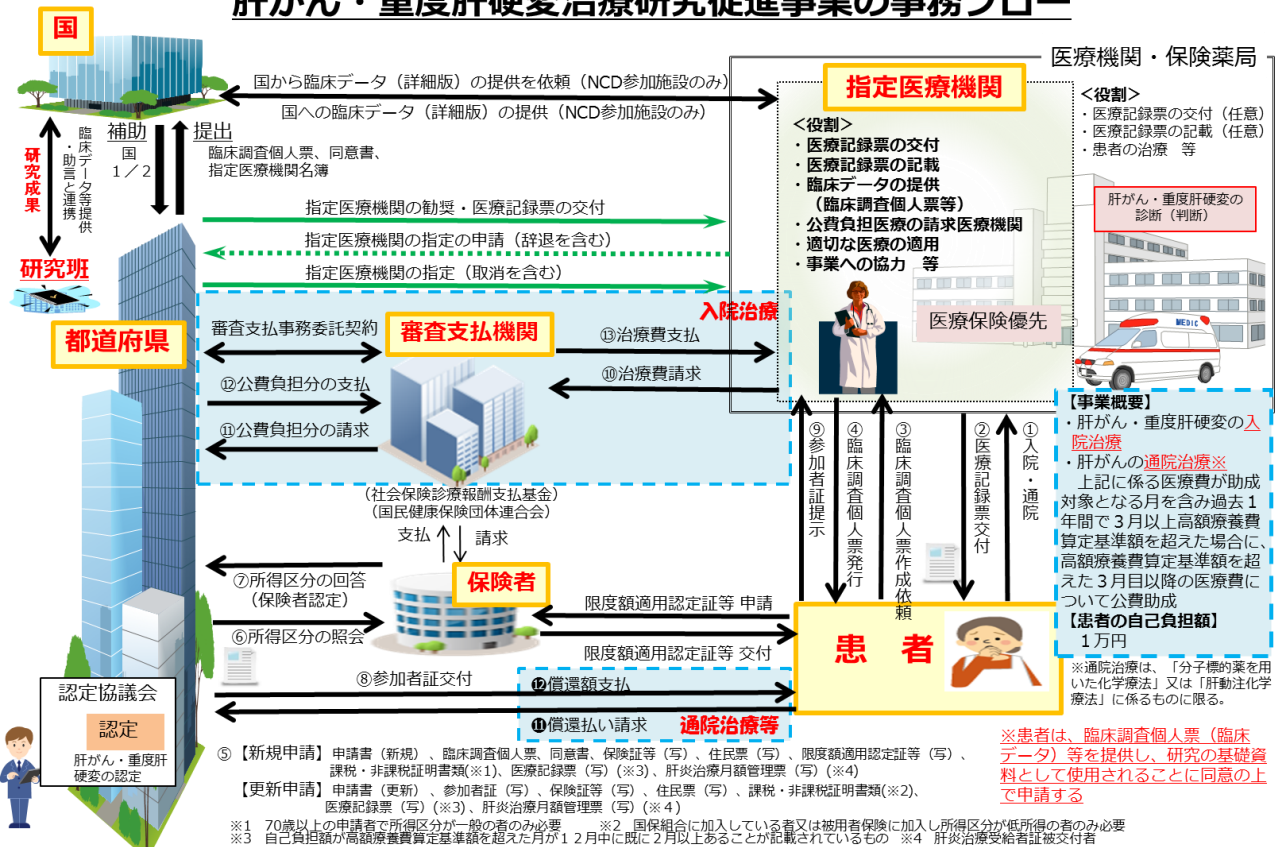 肝がん・重度肝硬変治療研究促進事業の事務フロー
国
国から臨床データ（詳細版）の提供を依頼（NCD参加施設のみ）
国への臨床データ（詳細版）の提供（NCD参加施設のみ）
医療機関・保険薬局
指定医療機関
＜役割＞
・医療記録票の交付
・医療記録票の記載
・臨床データの提供
（臨床調査個人票等）
・公費負担医療の請求医療機関
・適切な医療の適用
・事業への協力　等
＜役割＞
・医療記録票の交付（任意）
・医療記録票の記載（任意）
・患者の治療　等
肝がん・重度肝硬変の
診断（判断）
医療保険優先
MEDIC
研究成果
臨床データ等提供
・助言と連携
補助
国
１／２
提出
臨床調査個人票、同意書、
指定医療機関名簿
研究班
指定医療機関の勧奨・医療記録票の交付
指定医療機関の指定の申請（辞退を含む）
指定医療機関の指定（取消を含む）
都道府県
入院治療
審査支払事務委託契約
審査支払機関
⑬治療費支払
⑩治療費請求
⑫公費負担分の支払
⑪公費負担分の請求
（社会保険診療報酬支払基金）
（国民健康保険団体連合会）
支払
請求
⑨参加者証提示
④臨床調査個人票発行
③臨床調査個人票作成依頼
②医療記録票交付
①入院・通院
【事業概要】
・肝がん・重度肝硬変の入
院治療
・肝がんの通院治療※
上記に係る医療費が助成
対象となる月を含み過去１
年間で３月以上高額療養費
算定基準額を超えた場合に、
高額療養費算定基準額を超
えた３月目以降の医療費に
ついて公費助成
【患者の自己負担額】
１万円
⑦所得区分の回答
（保険者認定）
⑥所得区分の照会
保険者
限度額適用認定証等 申請
限度額適用認定証等 交付
患　者
※通院治療は、「分子標的薬を用
いた化学療法」又は「肝動注化学
療法」に係るものに限る。
認定協議会
認定
肝がん・重度肝
硬変の認定
⑧参加者証交付
⓬償還額支払
⓫償還払い請求
通院治療等
※患者は、臨床調査個人票（臨床
データ）等を提供し、研究の基礎資
料として使用されることに同意の上
で申請する
⑤【新規申請】申請書（新規）、臨床調査個人票、同意書、保険証等（写）、住民票（写）、限度額適用認定証等（写）、
課税・非課税証明書類(※1)、医療記録票（写）(※3)、肝炎治療月額管理票（写）(※4)
【更新申請】申請書（更新）、参加者証（写）、保険証等（写）、住民票（写）、課税・非課税証明書類(※2)、
医療記録票（写）(※3)、肝炎治療月額管理票（写）(※４)
※1　70歳以上の申請者で所得区分が一般の者のみ必要　　※2　国保組合に加入している者又は被用者保険に加入し所得区分が低所得の者のみ必要
※3　自己負担額が高額療養費算定基準額を超えた月が１２月中に既に２月以上あることが記載されているもの　※4　肝炎治療受給者証被交付者